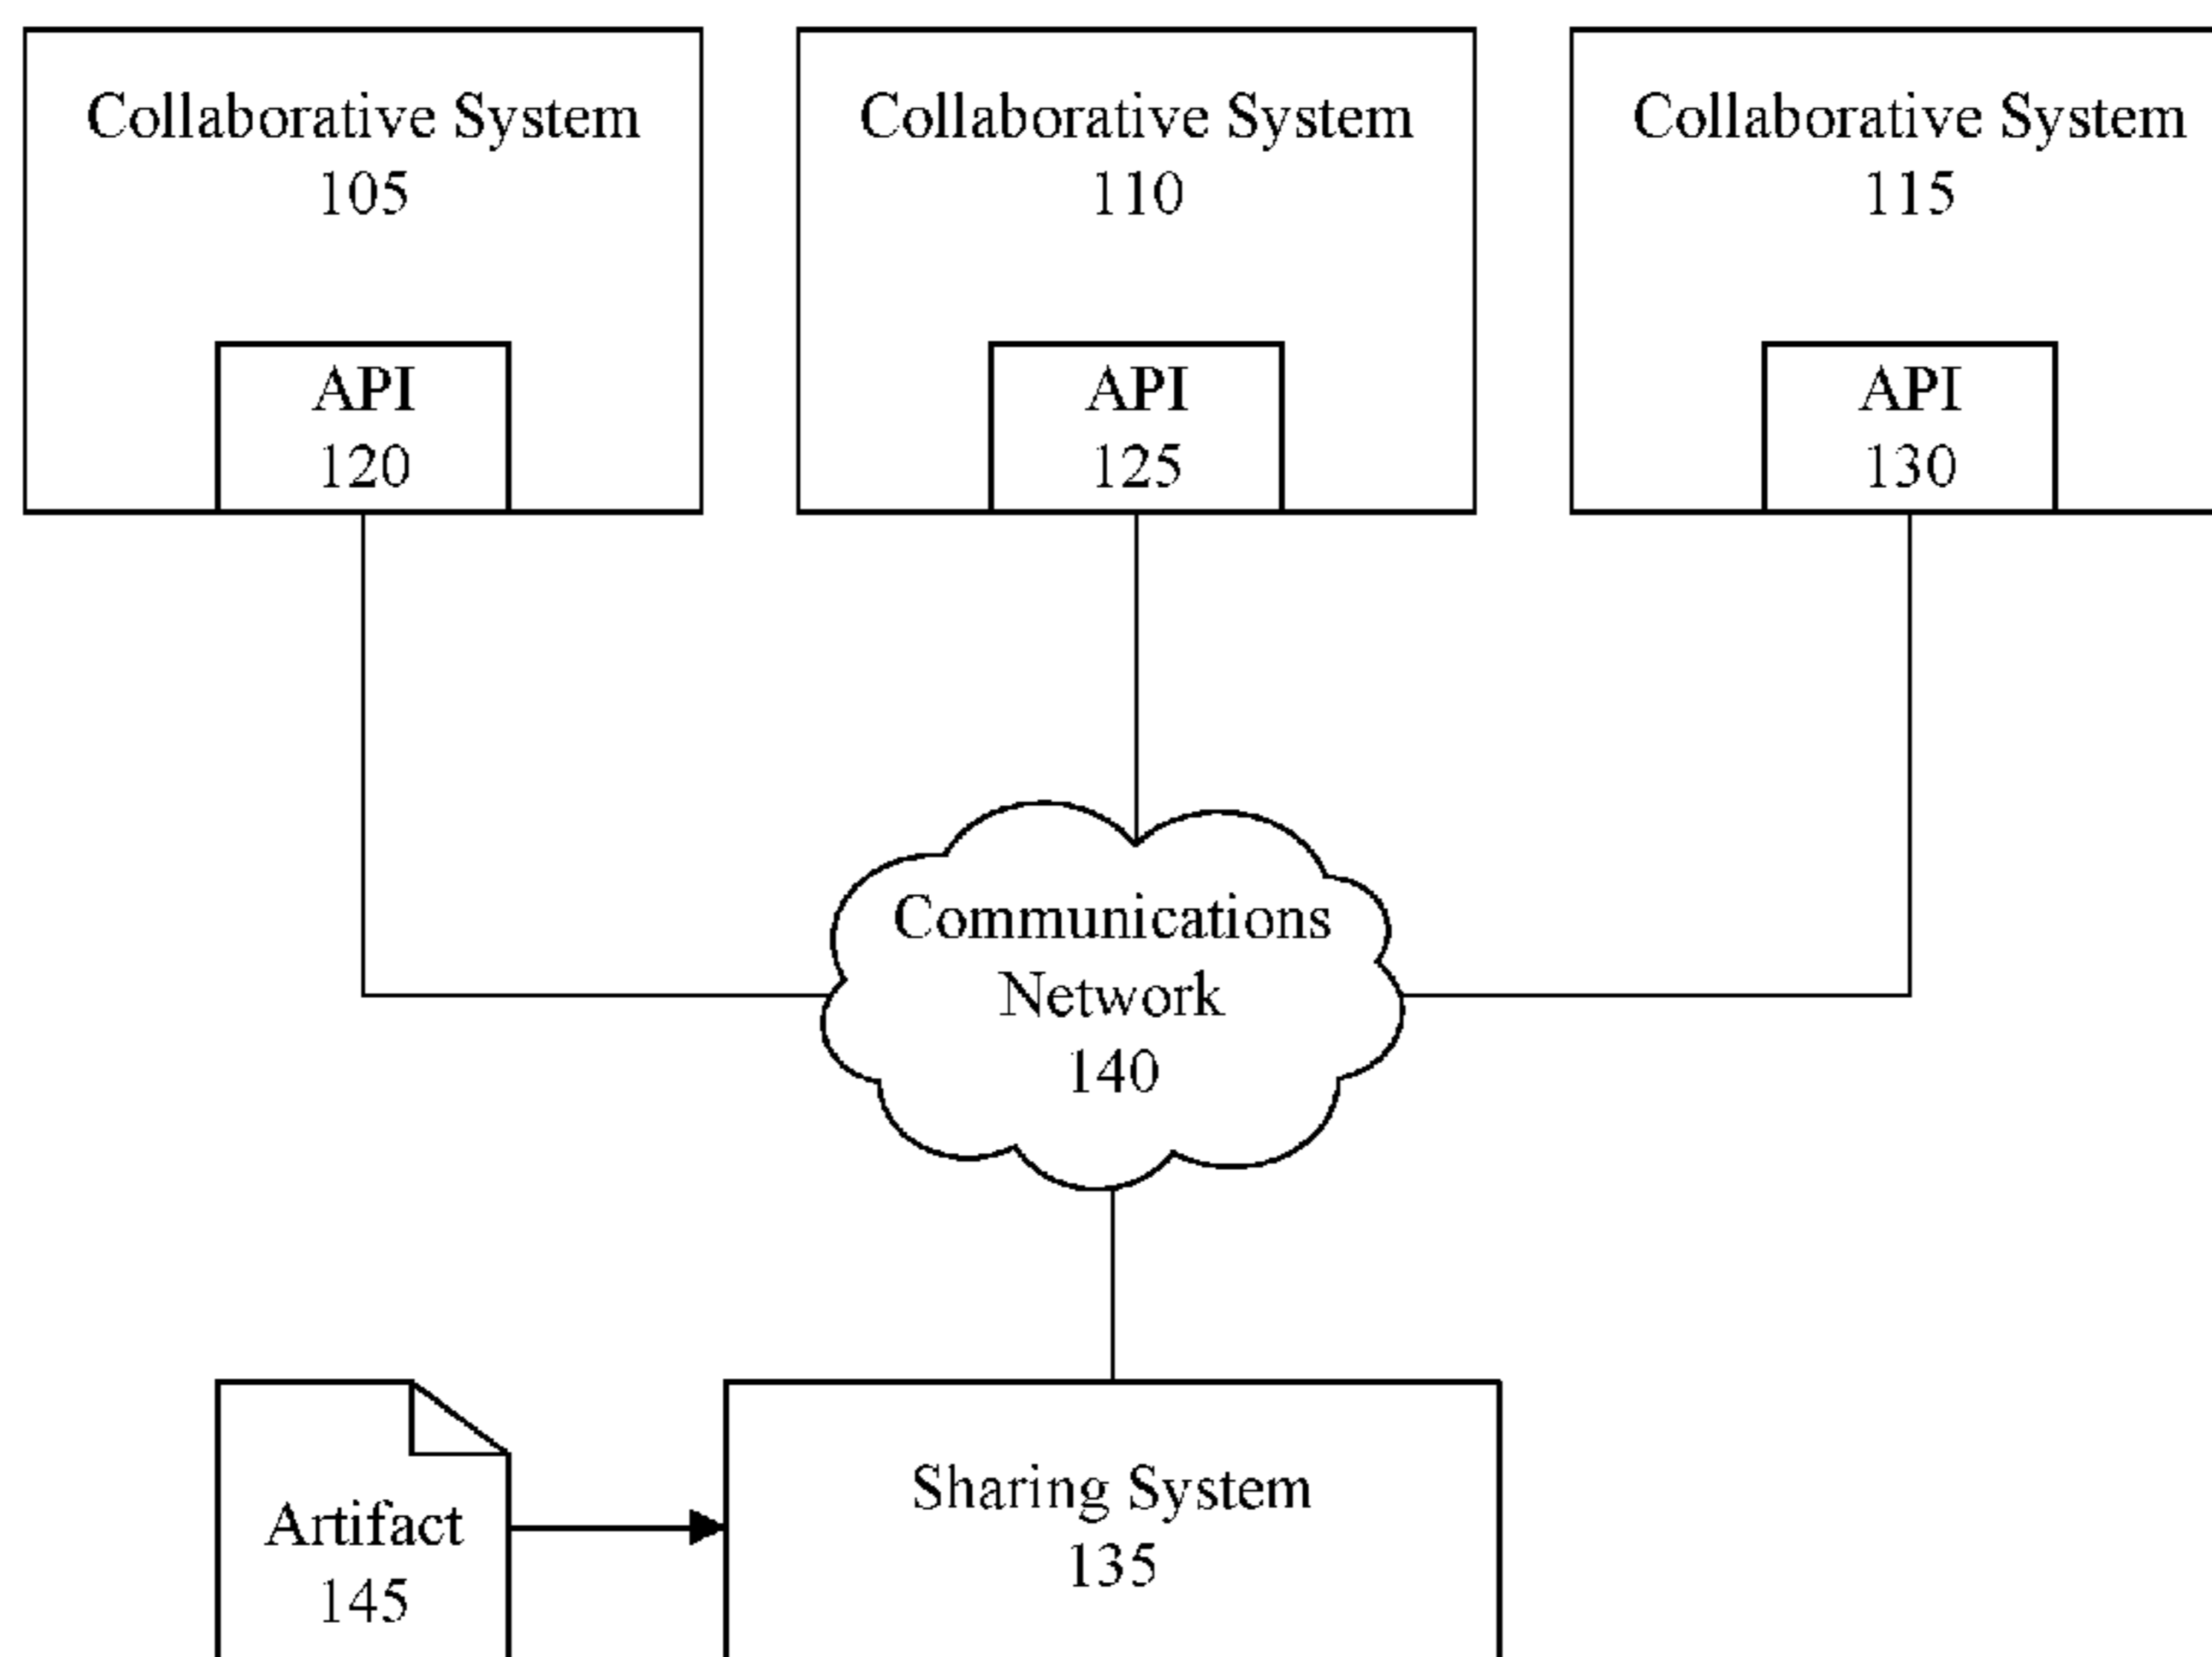 Collaborative System
105
Collaborative System
110
Collaborative System
115
API
120
API
125
API
130
Communications
Network
140
Artifact
145
Sharing System
135